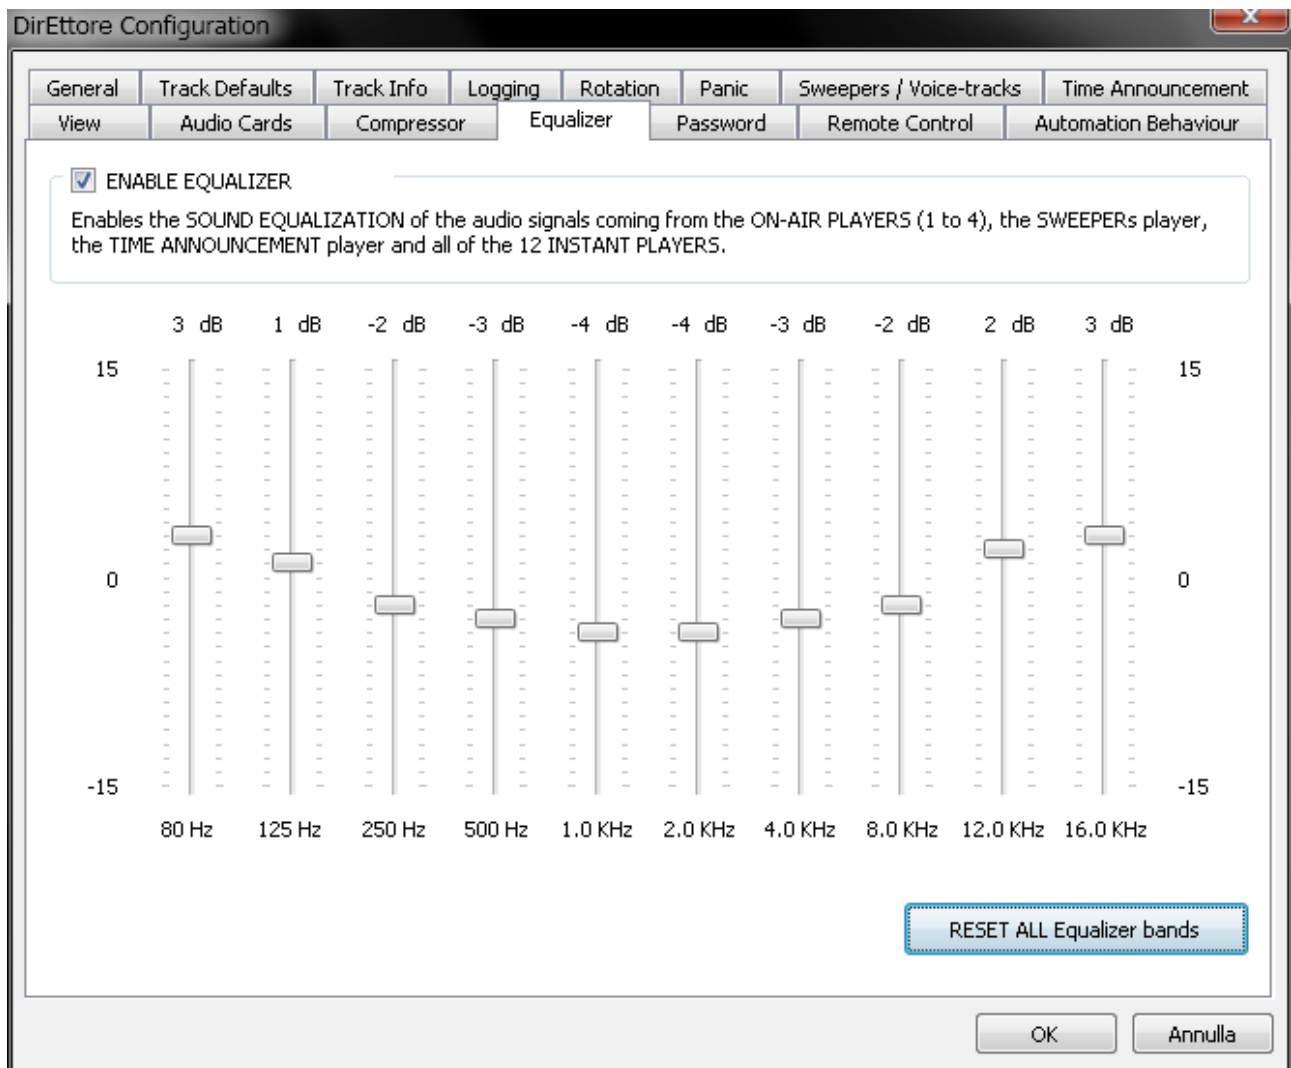 DirEttore Configuration
General Track Defaults Track Info Logging Rotation Panic Sweepers / Voice-tracks Time Announcement
View Audio Cards Compressor Equalizer Password Remote Control Automation Behaviour
ENABLE EQUALIZER
Enables the SOUND EQUALIZATION of the audio signals coming from the ON-AIR PLAYERS (1 to 4), the SWEEPERs player,
the TIME ANNOUNCEMENT player and all of the 12 INSTANT PLAYERS.
3 dB 1 dB -2 dB -3 dB -4 dB -4 dB -3 dB -2 dB 2 dB 3 dB
15 15
0 0
-15 -15
80 Hz 125 Hz 250 Hz 500 Hz 1.0 KHz 2.0 KHz 4.0 KHz 8.0 KHz 12.0 KHz 16.0 KHz
RESET ALL Equalizer bands
OK Annulla